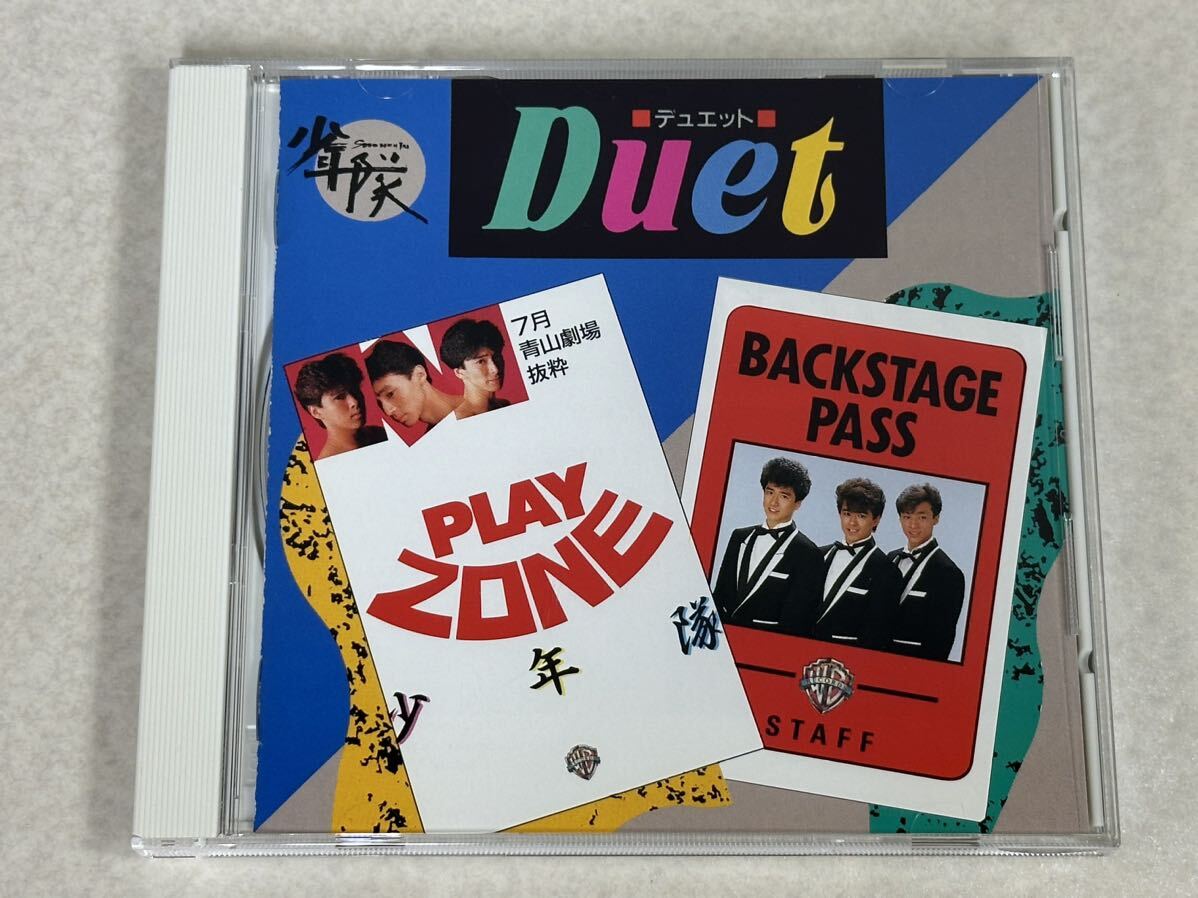 少年隊
デュエット
Duet
7月
青山劇場
抜粋
PLAY
ZONE
少
年
隊
BACKSTAGE
PASS
STAFF